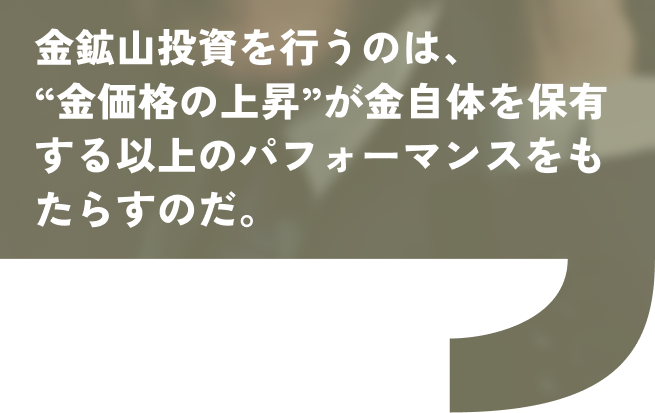 金鉱山投資を行うのは、
“金価格の上昇”が金自体を保有
する以上のパフォーマンスをも
たらすのだ。